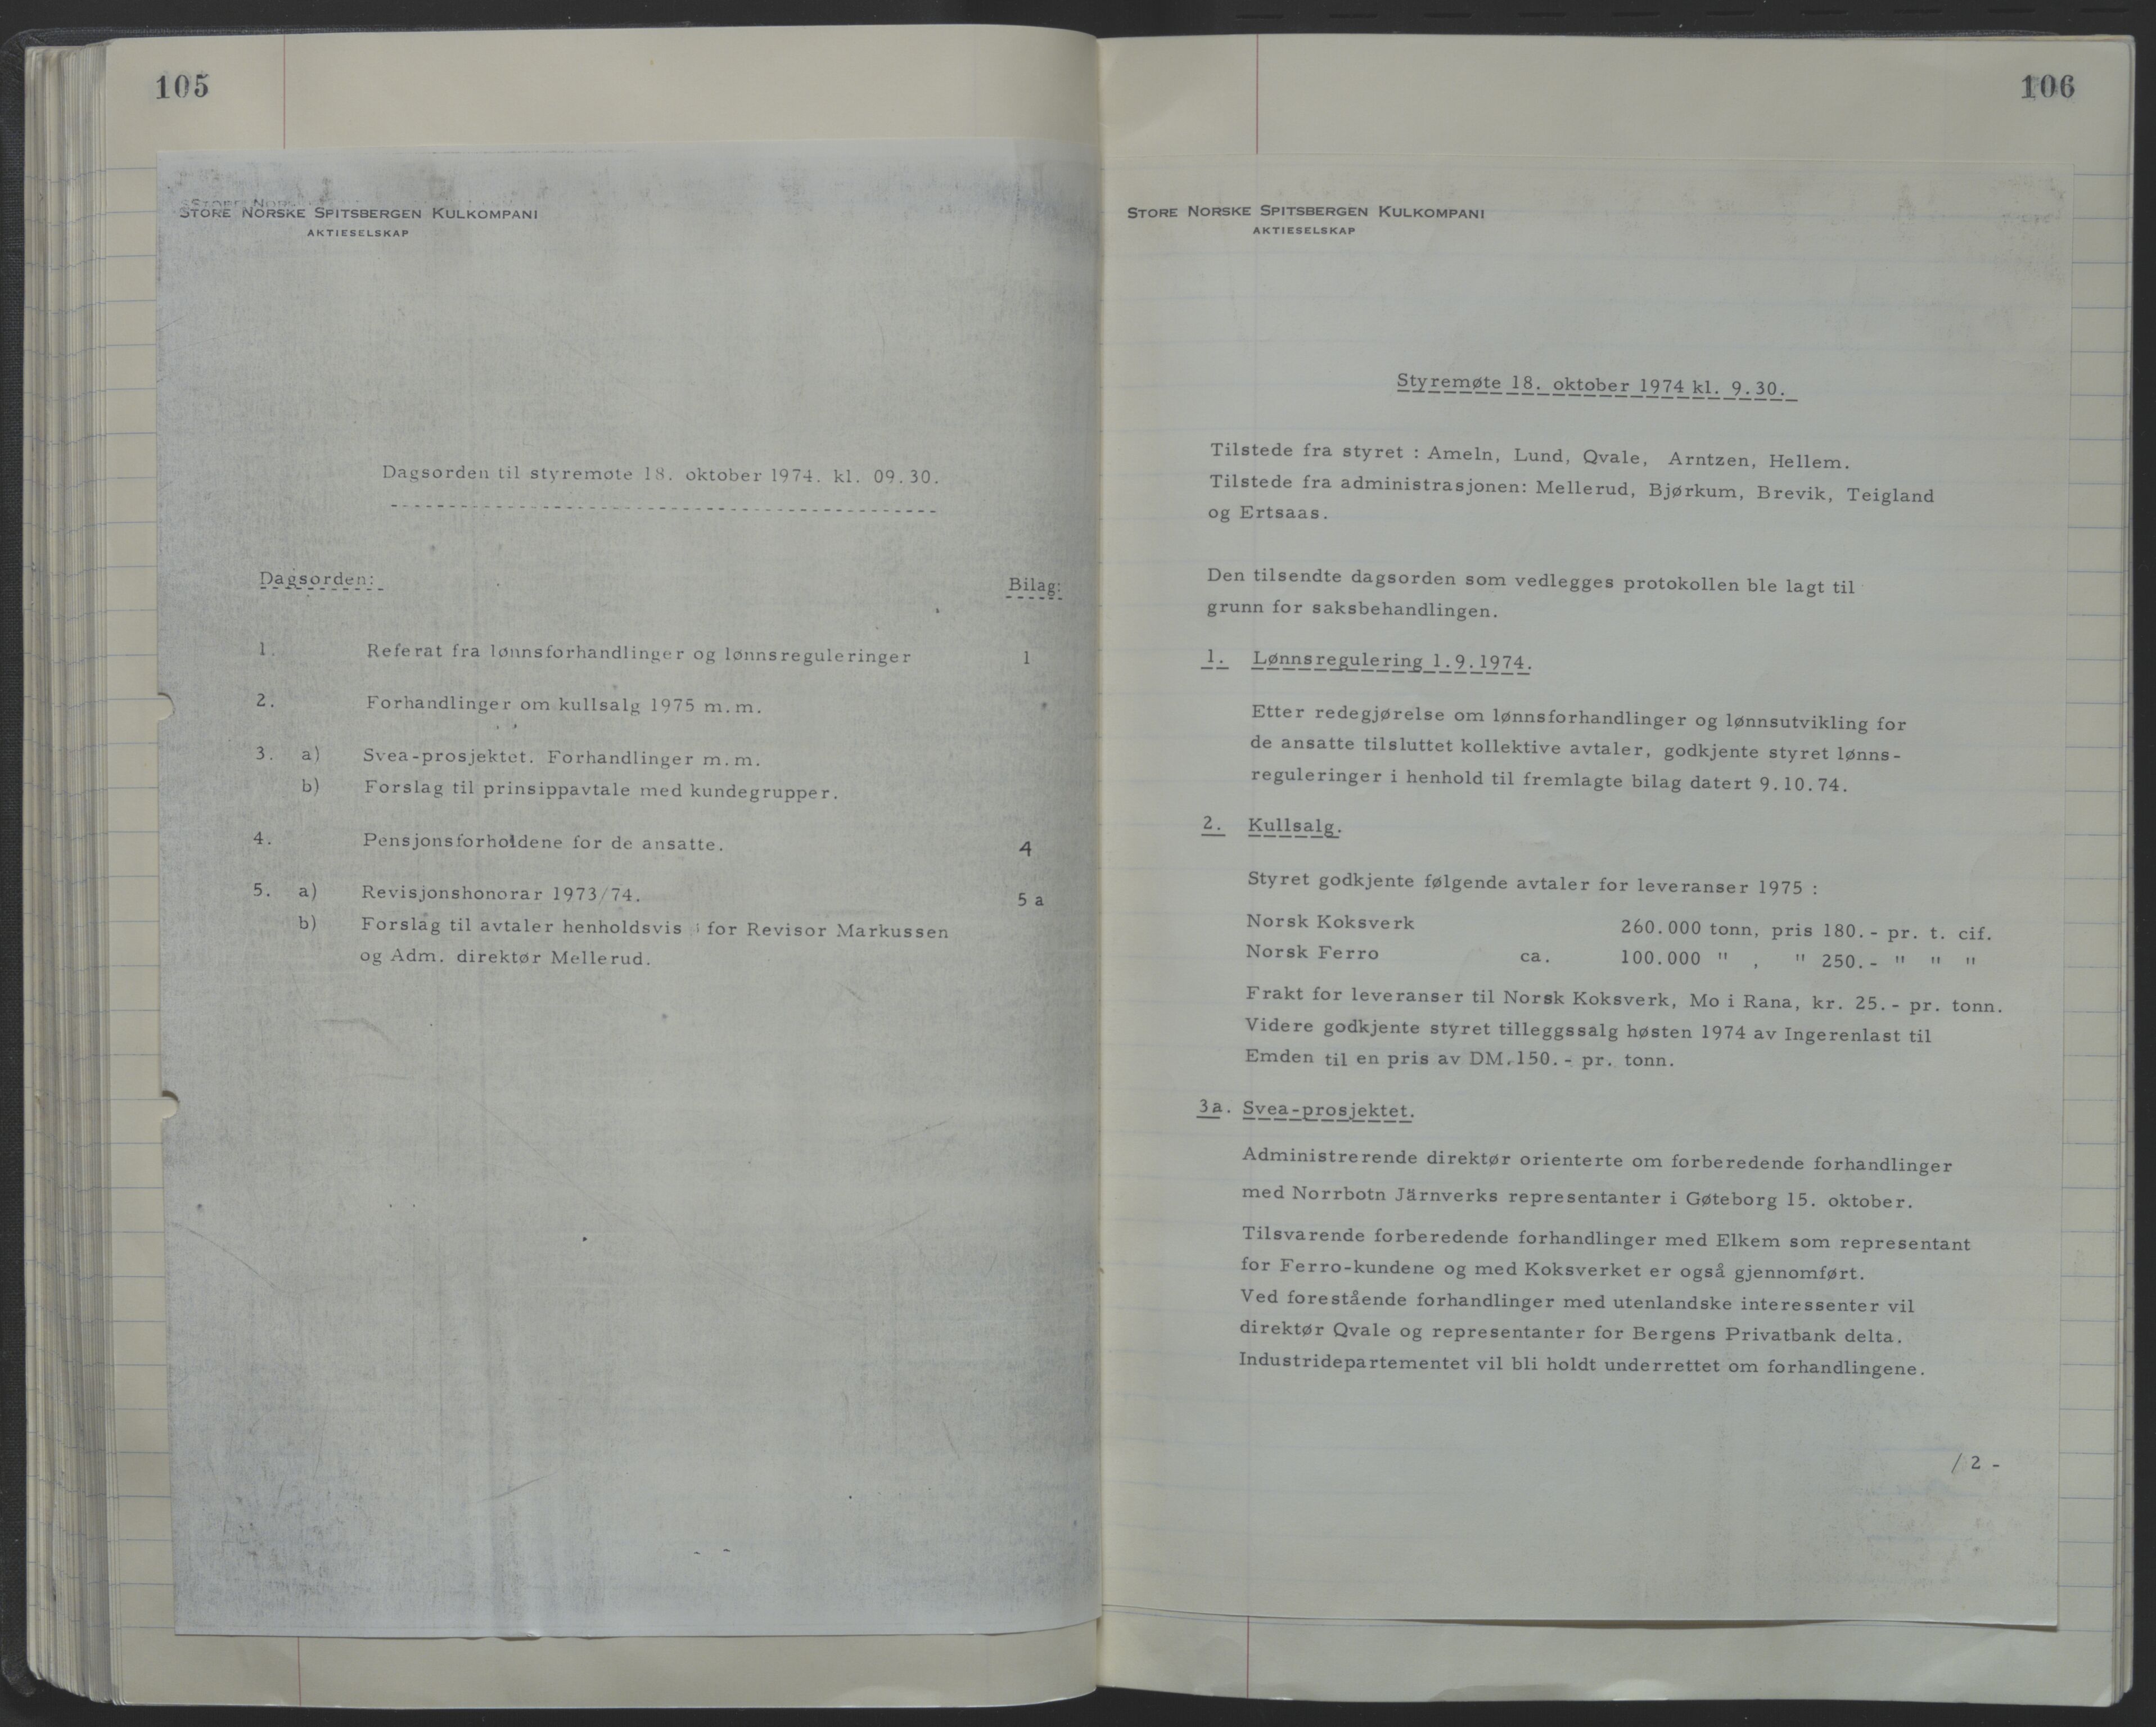 105
STORE NORSKE SPITSBERGEN KULKOMPANI
AKTIESELSKAP
Dagsorden til styremøte 18. oktober 1974. kl. 09.30.
Dagsorden:
Bilag:
1. Referat fra lønnsforhandlinger og lønnsreguleringer 1
2. Forhandlinger om kullsalg 1975 m.m.
3. a) Svea-prosjektet. Forhandlinger m.m.
b) Forslag til prinsippavtale med kundegrupper.
4. Pensjonsforholdene for de ansatte. 4
5. a) Revisjonshonorar 1973/74. 5 a
b) Forslag til avtaler henholdsvis for Revisor Markussen
og Adm. direktør Mellerud.
106
STORE NORSKE SPITSBERGEN KULKOMPANI
AKTIESELSKAP
Styremøte 18. oktober 1974 kl. 9.30.
Tilstede fra styret : Ameln, Lund, Qvale, Arntzen, Hellem.
Tilstede fra administrasjonen: Mellerud, Bjørkum, Brevik, Teigland
og Ertsaas.
Den tilsendte dagsorden som vedlegges protokollen ble lagt til
grunn for saksbehandlingen.
1. Lønnsregulering 1.9.1974.
Etter redegjørelse om lønnsforhandlinger og lønnsutvikling for
de ansatte tilsluttet kollektive avtaler, godkjente styret lønns-
reguleringer i henhold til fremlagte bilag datert 9.10.74.
2. Kullsalg.
Styret godkjente følgende avtaler for leveranser 1975 :
Norsk Koksverk 260.000 tonn, pris 180.- pr. t. cif.
Norsk Ferro ca. 100.000 " , " 250.- " " "
Frakt for leveranser til Norsk Koksverk, Mo i Rana, kr. 25.- pr. tonn.
Videre godkjente styret tilleggssalg høsten 1974 av Ingerenlast til
Emden til en pris av DM.150.- pr. tonn.
3a. Svea-prosjektet.
Administrerende direktør orienterte om forberedende forhandlinger
med Norrbotn Järnverks representanter i Gøteborg 15. oktober.
Tilsvarende forberedende forhandlinger med Elkem som representant
for Ferro-kundene og med Koksverket er også gjennomført.
Ved forestående forhandlinger med utenlandske interessenter vil
direktør Qvale og representanter for Bergens Privatbank delta.
Industridepartementet vil bli holdt underrettet om forhandlingene.
/ 2 -